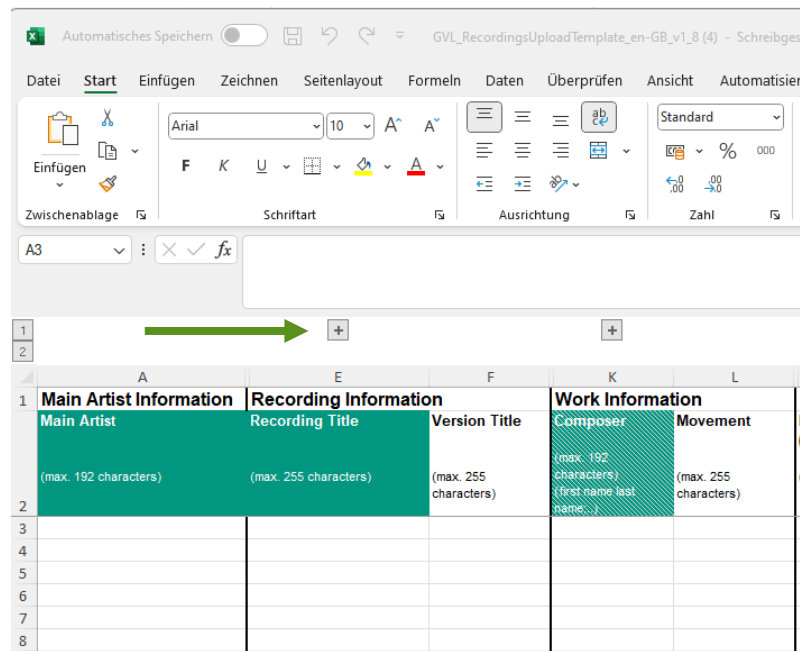 Automatisches Speichern GVL_RecordingsUploadTemplate_en-GB_v1_8 (4) - Schreibges
Datei Start Einfügen Zeichnen Seitenlayout Formeln Daten Überprüfen Ansicht Automatisier
Arial 10 A A ab c Standard
Einfügen F K U A % 000
,00 ,00
Zwischenablage Schriftart Ausrichtung Zahl
A3 fx
1
2
A E F K L
1 Main Artist Information Recording Information Work Information
Main Artist Recording Title Version Title Composer Movement
(max. 192 characters) (max. 255 characters) (max. 255 characters) (max. 192 characters) (first name last name;...) (max. 255 characters)
2
3
4
5
6
7
8